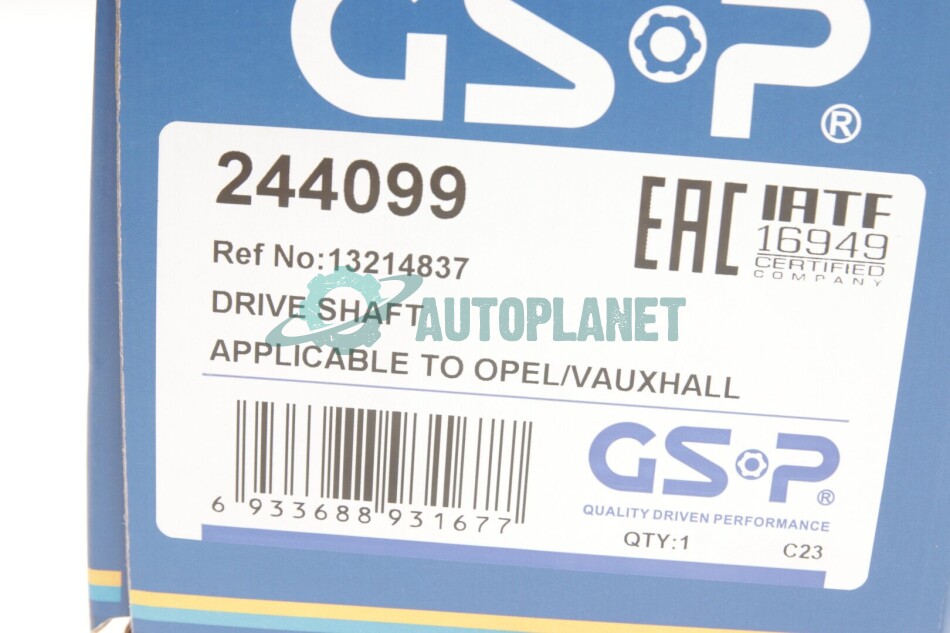 GSP®
244099
EAC
IATF
16949
CERTIFIED
COMPANY
Ref No:13214837
DRIVE SHAFT
AUTOPLANET
APPLICABLE TO OPEL/VAUXHALL
6 933688 931677
GSP®
QUALITY DRIVEN PERFORMANCE
QTY:1
C23